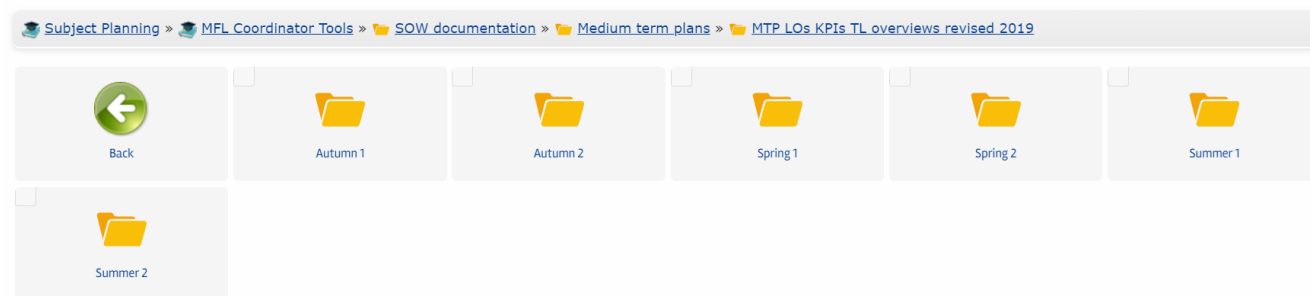 Subject Planning » MFL Coordinator Tools » SOW documentation » Medium term plans » MTP LOs KPIs TL overviews revised 2019
Back Autumn 1 Autumn 2 Spring 1 Spring 2 Summer 1
Summer 2